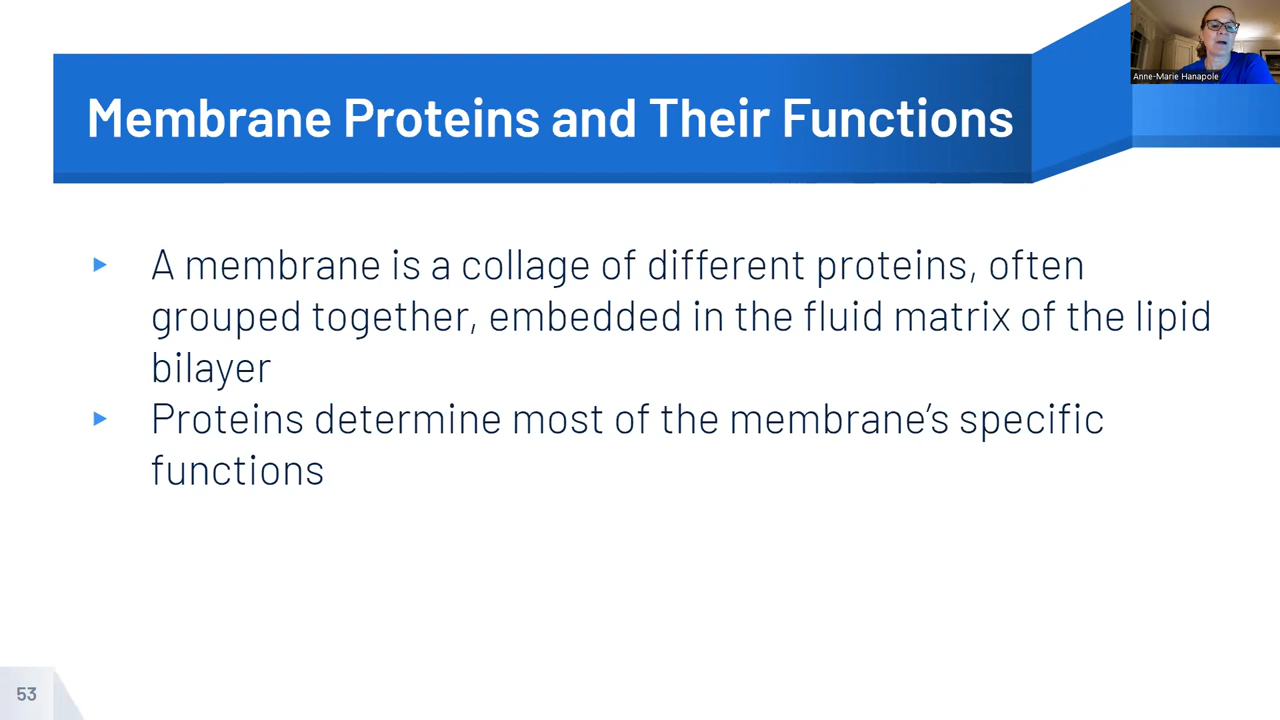 Anne-Marie Hanapole
Membrane Proteins and Their Functions
A membrane is a collage of different proteins, often
grouped together, embedded in the fluid matrix of the lipid
bilayer
Proteins determine most of the membrane’s specific
functions
53